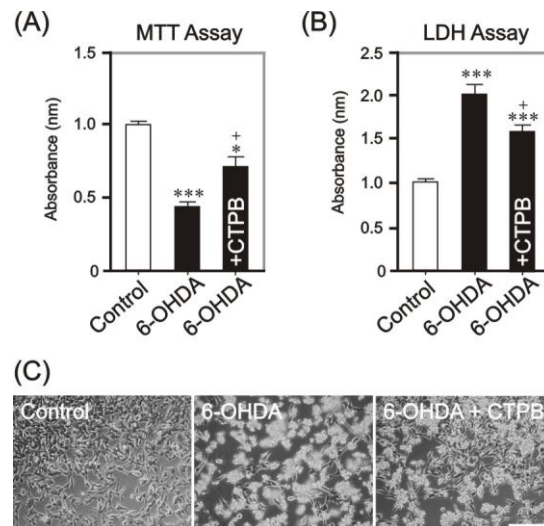 (A)
MTT Assay
Absorbance (nm)
1.5
1.0
0.5
0
***
+
*
+CTPB
Control
6-OHDA
6-OHDA
(B)
LDH Assay
Absorbance (nm)
2.5
2.0
1.5
1.0
0.5
0
***
+
***
+CTPB
Control
6-OHDA
6-OHDA
(C)
Control
6-OHDA
6-OHDA + CTPB